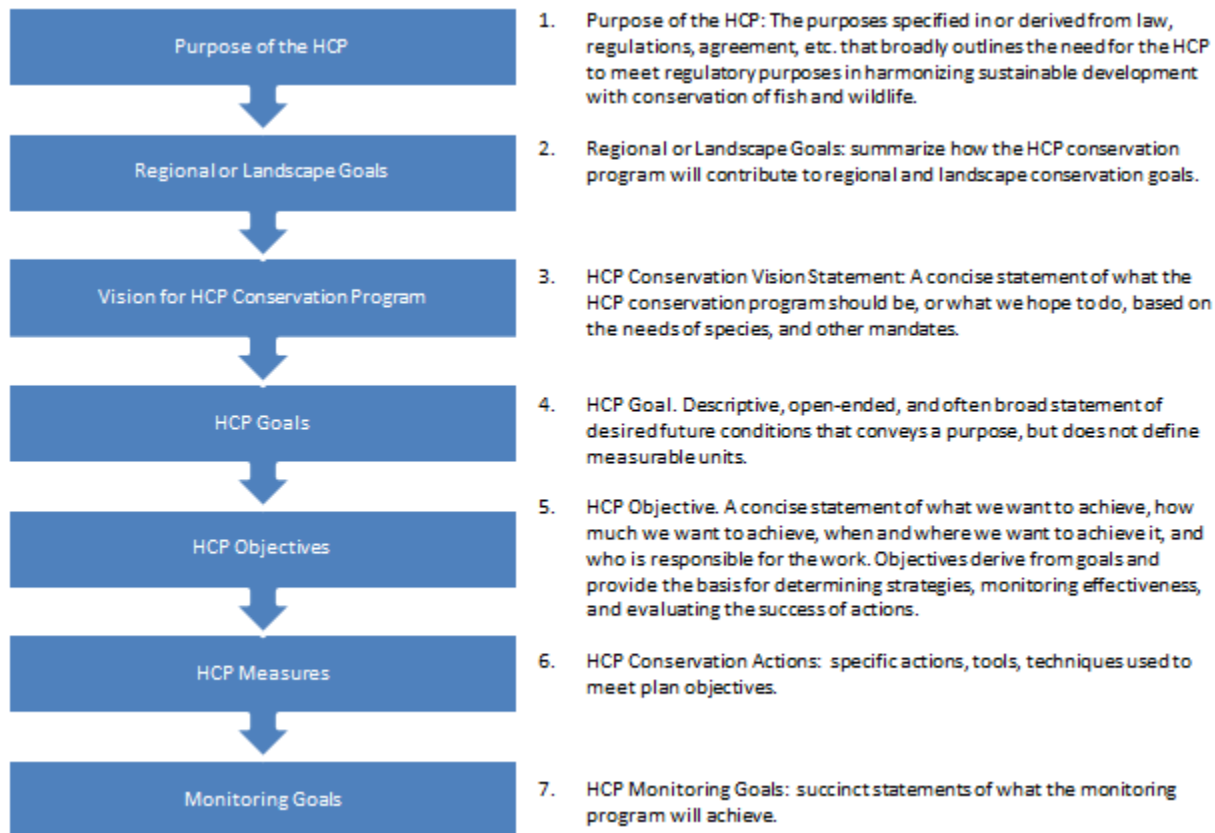 Purpose of the HCP
1. Purpose of the HCP: The purposes specified in or derived from law,
regulations, agreement, etc. that broadly outlines the need for the HCP
to meet regulatory purposes in harmonizing sustainable development
with conservation of fish and wildlife.
Regional or Landscape Goals
2. Regional or Landscape Goals: summarize how the HCP conservation
program will contribute to regional and landscape conservation goals.
Vision for HCP Conservation Program
3. HCP Conservation Vision Statement: A concise statement of what the
HCP conservation program should be, or what we hope to do, based on
the needs of species, and other mandates.
HCP Goals
4. HCP Goal. Descriptive, open-ended, and often broad statement of
desired future conditions that conveys a purpose, but does not define
measurable units.
HCP Objectives
5. HCP Objective. A concise statement of what we want to achieve, how
much we want to achieve, when and where we want to achieve it, and
who is responsible for the work. Objectives derive from goals and
provide the basis for determining strategies, monitoring effectiveness,
and evaluating the success of actions.
HCP Measures
6. HCP Conservation Actions: specific actions, tools, techniques used to
meet plan objectives.
Monitoring Goals
7. HCP Monitoring Goals: succinct statements of what the monitoring
program will achieve.